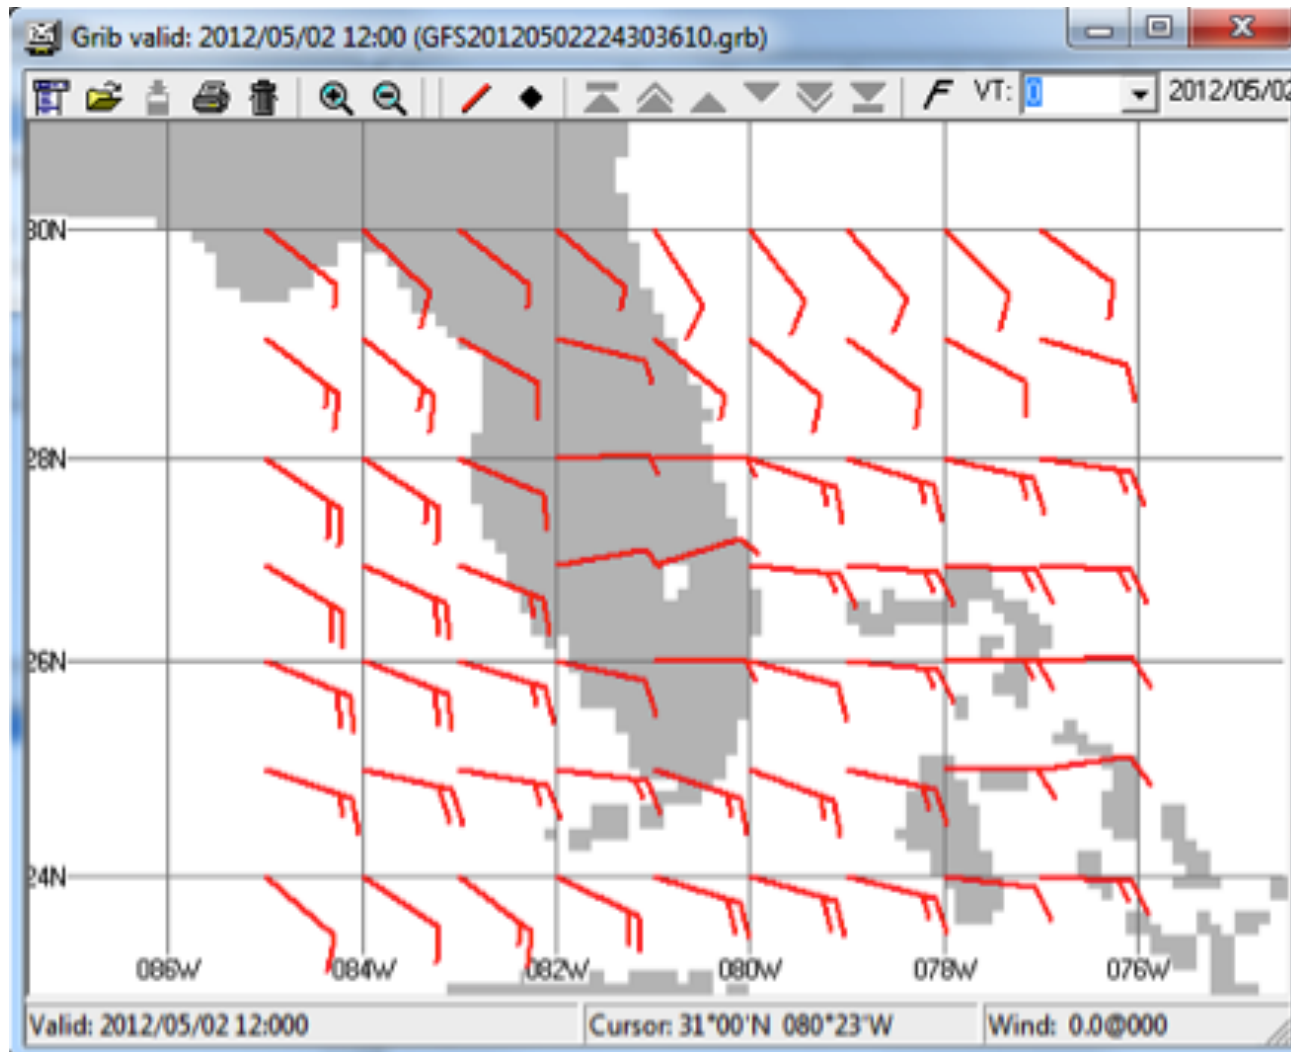 Grib valid: 2012/05/02 12:00 (GFS20120502224303610.grb)
F VT: 0 2012/05/02
30N
28N
26N
24N
086W 084W 082W 080W 078W 076W
Valid: 2012/05/02 12:000 Cursor: 31°00'N 080°23'W Wind: 0.0@000